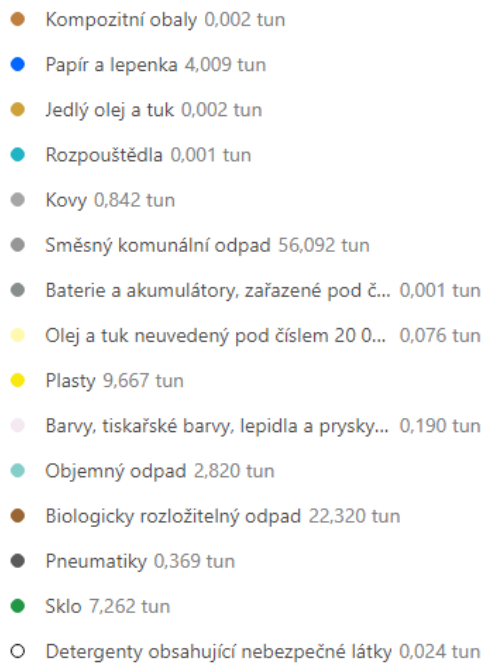 Kompozitní obaly 0,002 tun
Papír a lepenka 4,009 tun
Jedlý olej a tuk 0,002 tun
Rozpouštědla 0,001 tun
Kovy 0,842 tun
Směsný komunální odpad 56,092 tun
Baterie a akumulátory, zařazené pod č... 0,001 tun
Olej a tuk neuvedený pod číslem 20 0... 0,076 tun
Plasty 9,667 tun
Barvy, tiskařské barvy, lepidla a prysky... 0,190 tun
Objemný odpad 2,820 tun
Biologicky rozložitelný odpad 22,320 tun
Pneumatiky 0,369 tun
Sklo 7,262 tun
Detergenty obsahující nebezpečné látky 0,024 tun